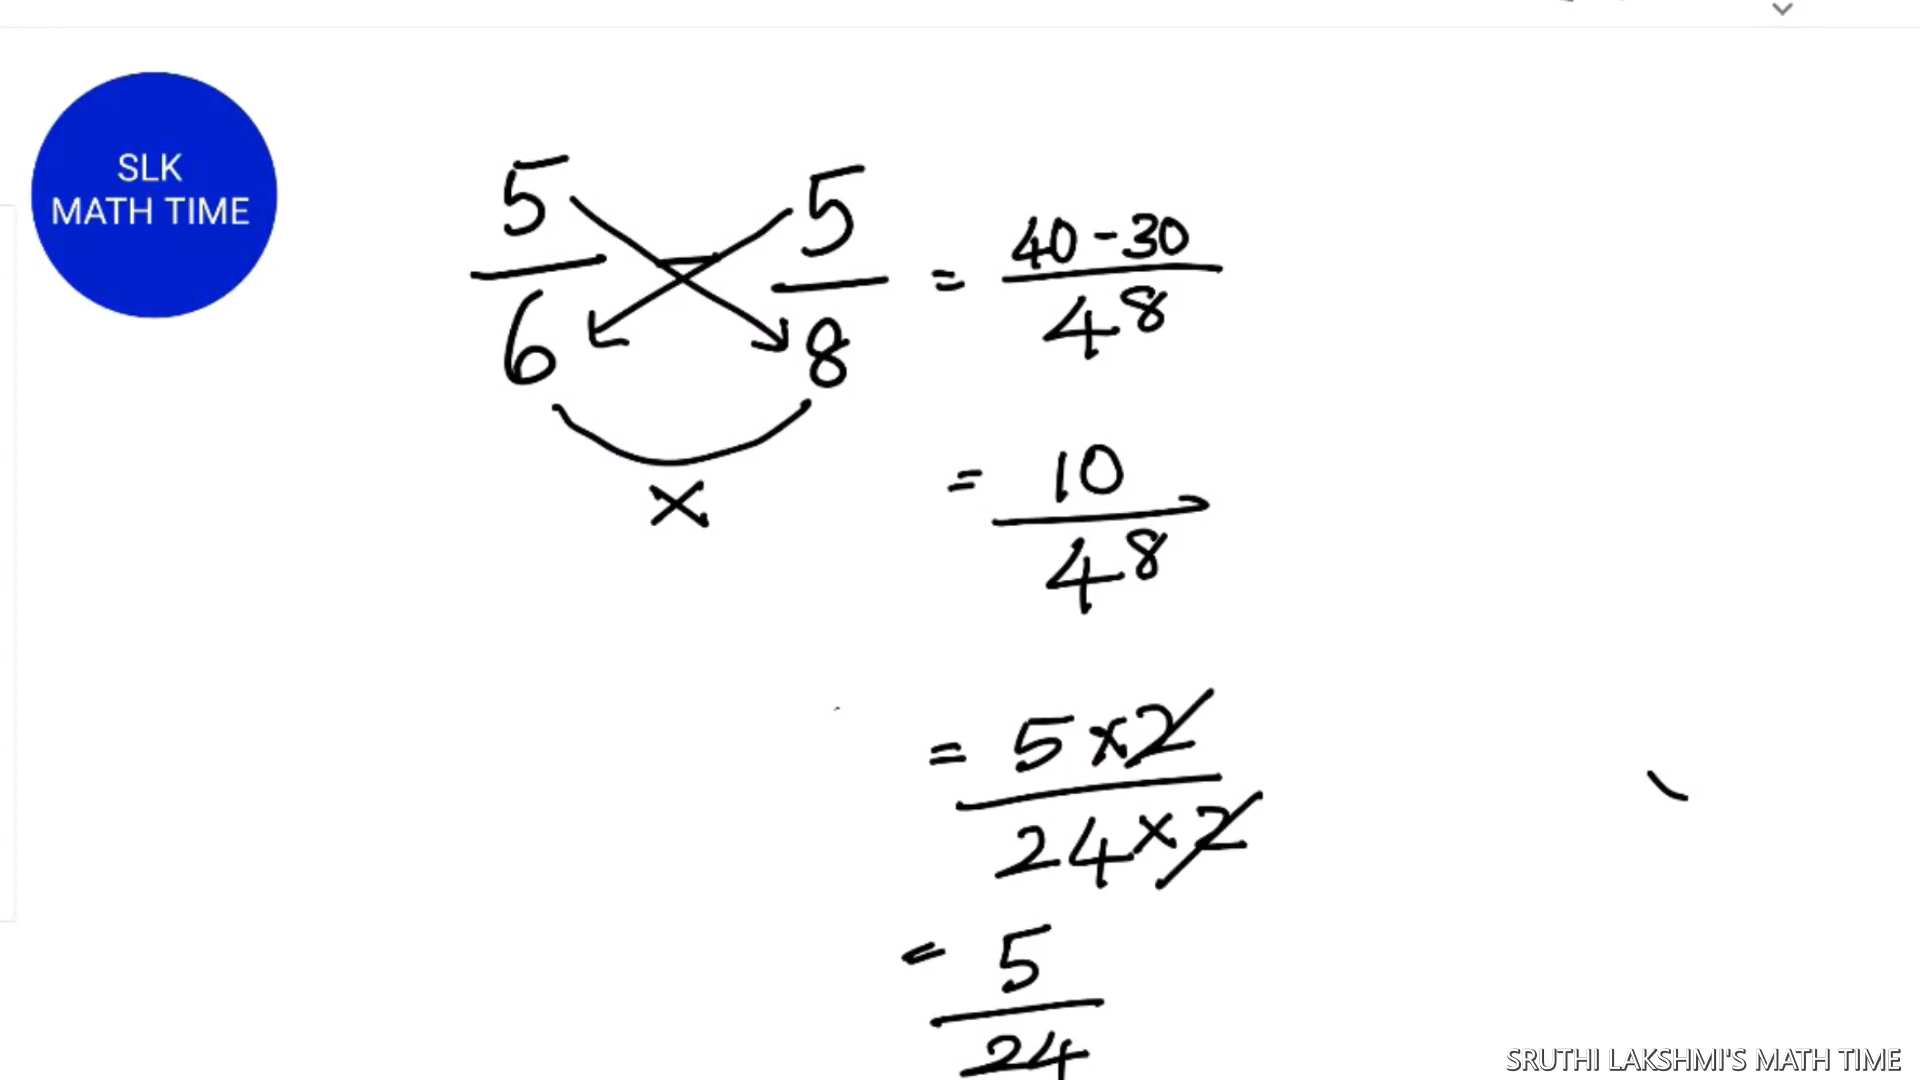 SLK
MATH TIME
5/6 - 5/8 = 40-30/48
×
= 10/48
= 5×2/24×2
= 5/24
SRUTHI LAKSHMI'S MATH TIME